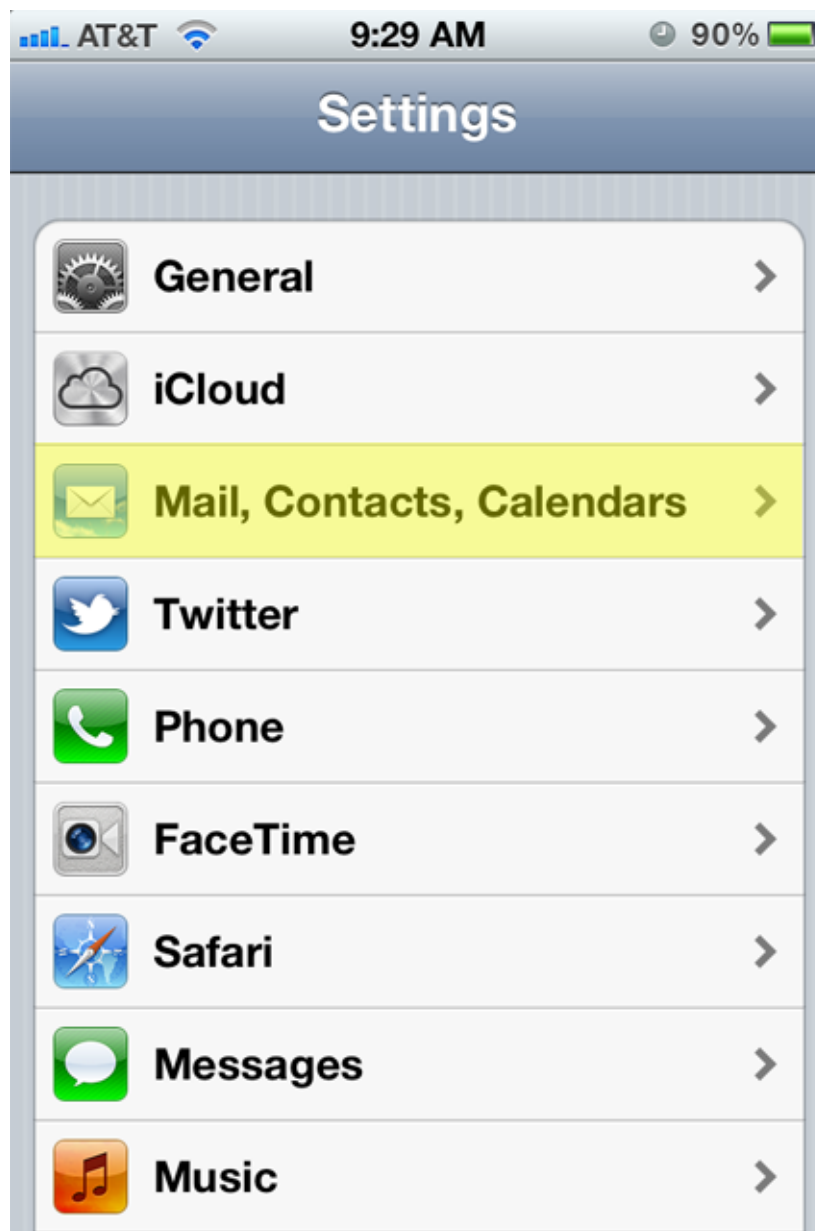 AT&T 9:29 AM 90%
Settings
General
iCloud
Mail, Contacts, Calendars
Twitter
Phone
FaceTime
Safari
Messages
Music